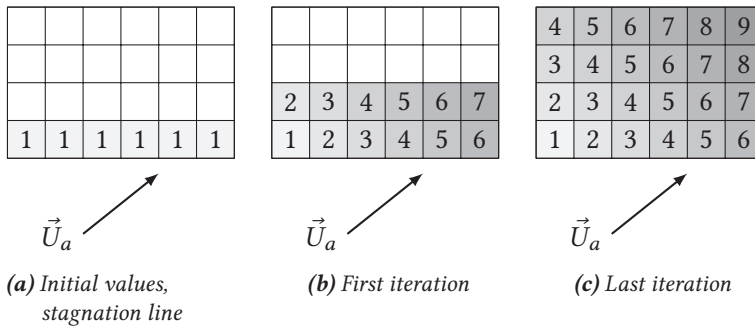 1 1 1 1 1 1
U⃗ₐ
(a) Initial values,
stagnation line
2 3 4 5 6 7
1 2 3 4 5 6
U⃗ₐ
(b) First iteration
4 5 6 7 8 9
3 4 5 6 7 8
2 3 4 5 6 7
1 2 3 4 5 6
U⃗ₐ
(c) Last iteration